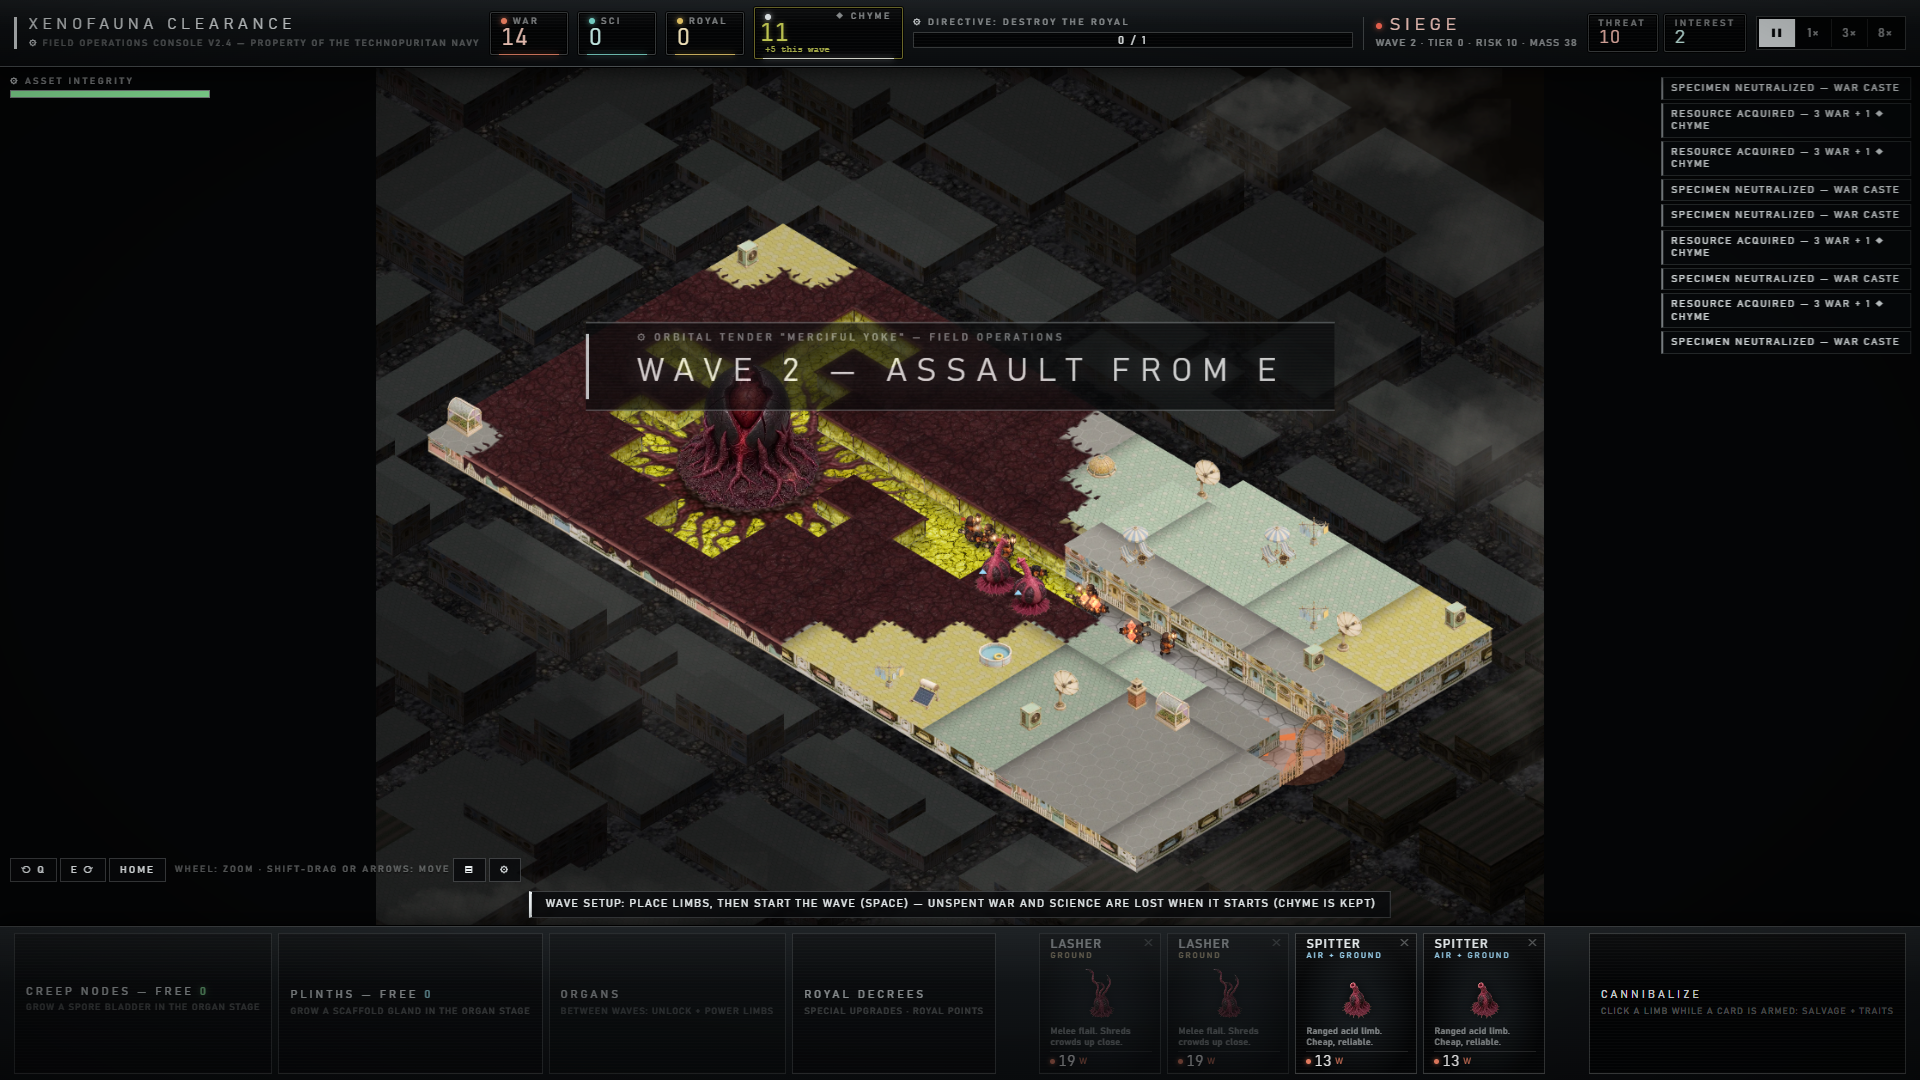 XENOFAUNA CLEARANCE
FIELD OPERATIONS CONSOLE V2.4 — PROPERTY OF THE TECHNOPURITAN NAVY
WAR
14
SCI
0
ROYAL
0
CHYME
11
+5 this wave
DIRECTIVE: DESTROY THE ROYAL
0 / 1
SIEGE
WAVE 2 · TIER 0 · RISK 10 · MASS 38
THREAT
10
INTEREST
2
1×
3×
8×
ASSET INTEGRITY
SPECIMEN NEUTRALIZED — WAR CASTE
RESOURCE ACQUIRED — 3 WAR + 1 ◆
CHYME
RESOURCE ACQUIRED — 3 WAR + 1 ◆
CHYME
SPECIMEN NEUTRALIZED — WAR CASTE
SPECIMEN NEUTRALIZED — WAR CASTE
RESOURCE ACQUIRED — 3 WAR + 1 ◆
CHYME
SPECIMEN NEUTRALIZED — WAR CASTE
RESOURCE ACQUIRED — 3 WAR + 1 ◆
CHYME
SPECIMEN NEUTRALIZED — WAR CASTE
ORBITAL TENDER "MERCIFUL YOKE" — FIELD OPERATIONS
WAVE 2 — ASSAULT FROM E
Q
E
HOME
WHEEL: ZOOM · SHIFT-DRAG OR ARROWS: MOVE
WAVE SETUP: PLACE LIMBS, THEN START THE WAVE (SPACE) — UNSPENT WAR AND SCIENCE ARE LOST WHEN IT STARTS (CHYME IS KEPT)
CREEP NODES — FREE 0
GROW A SPORE BLADDER IN THE ORGAN STAGE
PLINTHS — FREE 0
GROW A SCAFFOLD GLAND IN THE ORGAN STAGE
ORGANS
BETWEEN WAVES: UNLOCK + POWER LIMBS
ROYAL DECREES
SPECIAL UPGRADES · ROYAL POINTS
LASHER ×
GROUND
Melee flail. Shreds
crowds up close.
19 W
LASHER ×
GROUND
Melee flail. Shreds
crowds up close.
19 W
SPITTER ×
AIR + GROUND
Ranged acid limb.
Cheap, reliable.
13 W
SPITTER ×
AIR + GROUND
Ranged acid limb.
Cheap, reliable.
13 W
CANNIBALIZE
CLICK A LIMB WHILE A CARD IS ARMED: SALVAGE + TRAITS